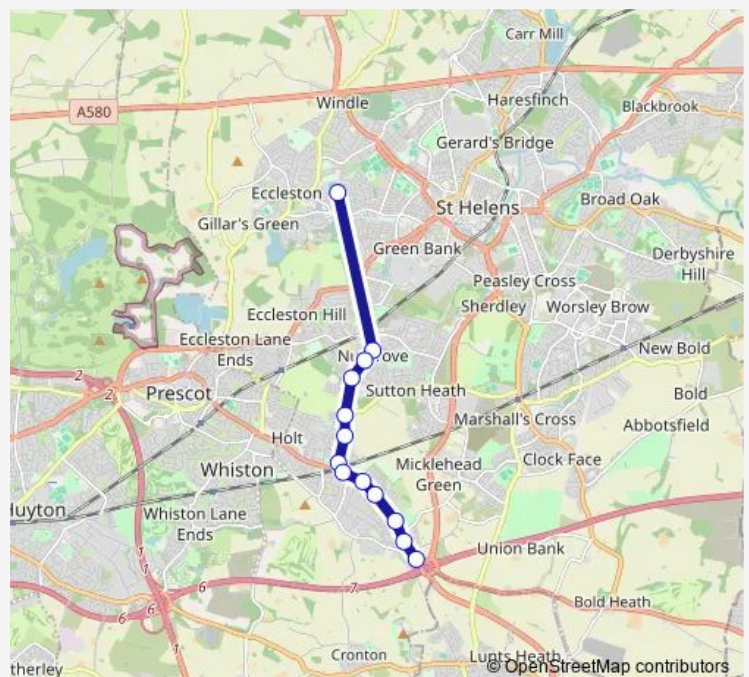 Carr Mill
A580
Windle
Haresfinch
Blackbrook
Gerard's Bridge
Eccleston
St Helens
Broad Oak
Gillar's Green
Green Bank
Derbyshire
Hill
Peasley Cross
Eccleston Hill
Sherdley
Worsley Brow
Eccleston Lane
Ends
New Bold
2
2
Prescot
Sutton Heath
Bold
Marshall's Cross
Abbotsfield
Holt
Whiston
Micklehead
Green
Clock Face
Huyton
Whiston Lane
Ends
1
1
Union Bank
6
7
6
6
Bold Heath
1
Cronton
Lunts Heath
therley
© OpenStreetMap contributors